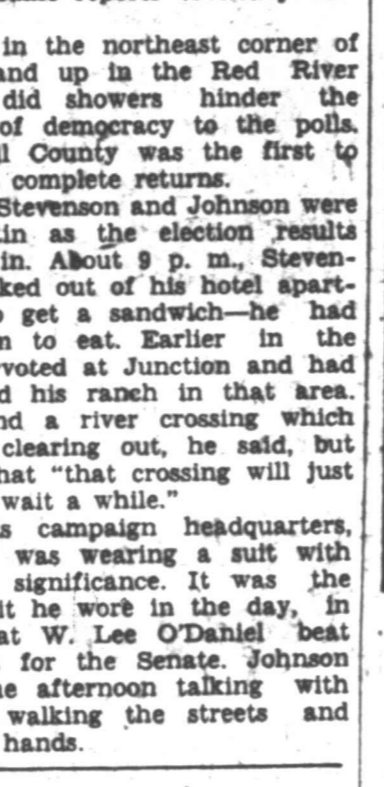 in the northeast corner of
and up in the Red River
did showers hinder the
of democracy to the polls.
l County was the first to
complete returns.
Stevenson and Johnson were
in as the election results
in. About 9 p. m., Steven-
ked out of his hotel apart-
get a sandwich—he had
m to eat. Earlier in the
voted at Junction and had
d his ranch in that area.
nd a river crossing which
clearing out, he said, but
hat "that crossing will just
wait a while."
s campaign headquarters,
was wearing a suit with
significance. It was the
it he wore in the day, in
at W. Lee O'Daniel beat
for the Senate. Johnson
e afternoon talking with
walking the streets and
hands.